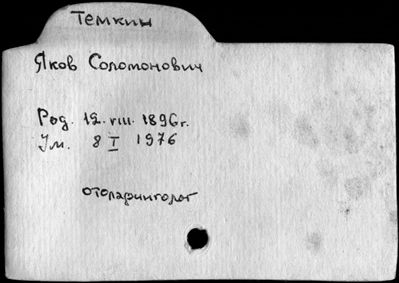 Темкин
Яков Соломонович
Род. 12.VIII. 1896г.
Ум. 8 I 1976
отоларинголог